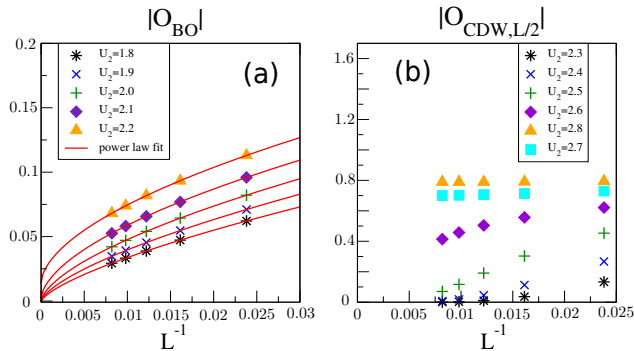 |O_BO|
(a)
U_2=1.8
U_2=1.9
U_2=2.0
U_2=2.1
U_2=2.2
power law fit
0.2
0.15
0.1
0.05
0
0 0.005 0.01 0.015 0.02 0.025 0.03
L^-1
|O_CDW,L/2|
(b)
U_2=2.3
U_2=2.4
U_2=2.5
U_2=2.6
U_2=2.8
U_2=2.7
1.6
1.2
0.8
0.4
0
0.005 0.01 0.015 0.02 0.025
L^-1